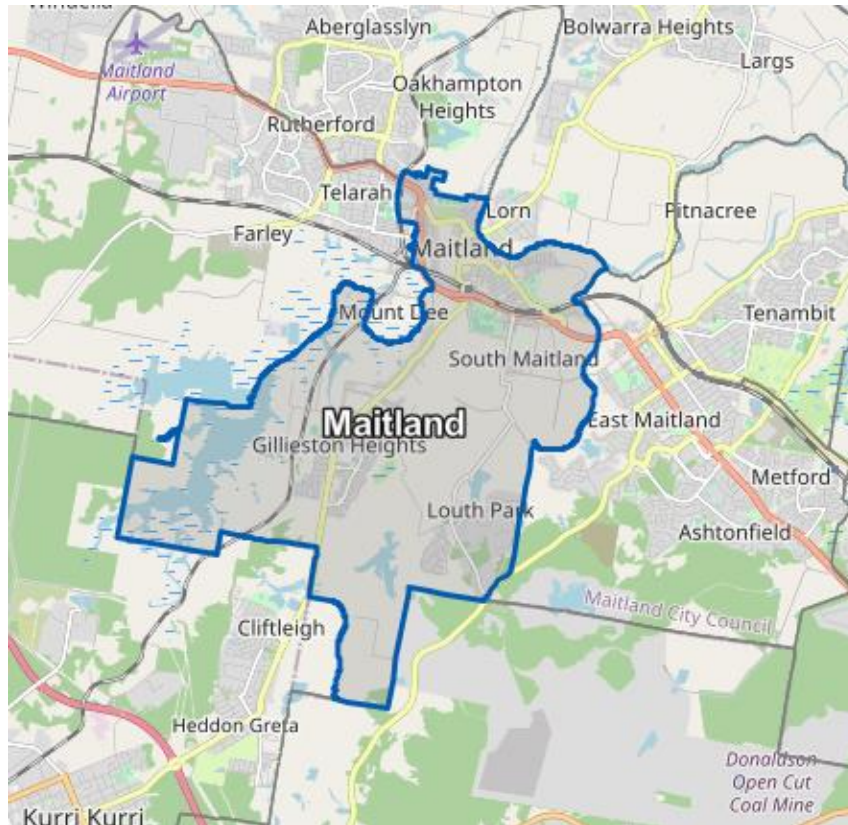 Windella
Aberglasslyn
Bolwarra Heights
Largs
Maitland
Airport
Oakhampton
Heights
Rutherford
Telarah
Lorn
Pitnacree
Farley
Maitland
Mount Dee
Tenambit
South Maitland
Maitland
East Maitland
Gillieston Heights
Metford
Louth Park
Ashtonfield
Maitland City Council
Cliftleigh
Heddon Greta
Donaldson
Open Cut
Coal Mine
Kurri Kurri